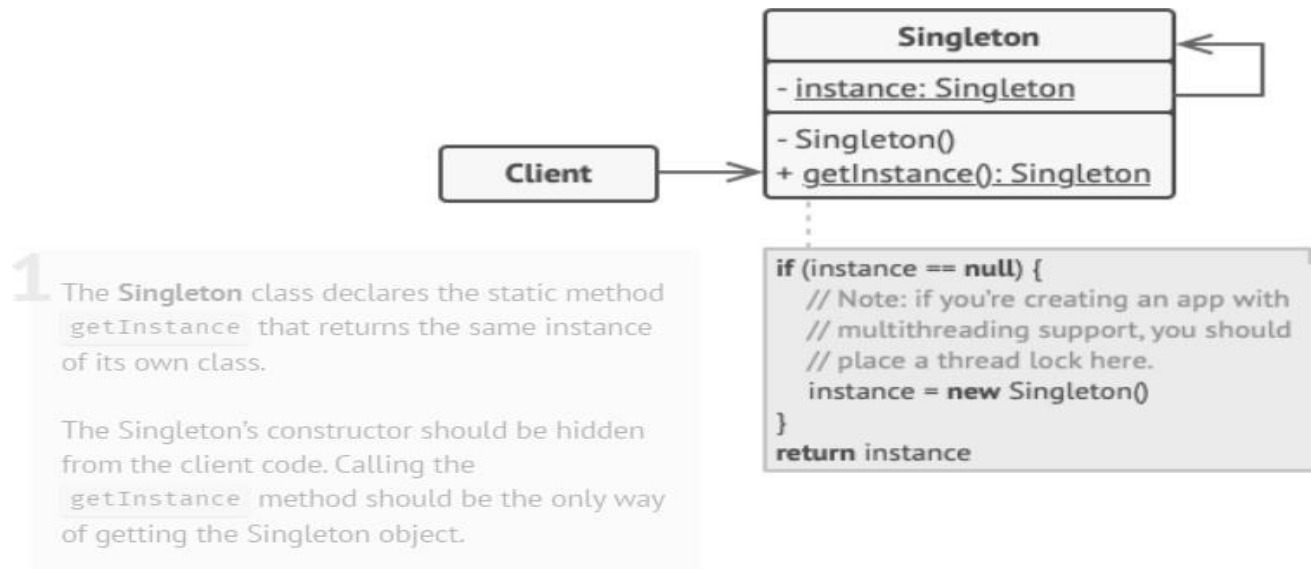 Singleton
- instance: Singleton
- Singleton()
+ getInstance(): Singleton
Client
1
The Singleton class declares the static method
getInstance that returns the same instance
of its own class.
The Singleton's constructor should be hidden
from the client code. Calling the
getInstance method should be the only way
of getting the Singleton object.
if (instance == null) {
// Note: if you're creating an app with
// multithreading support, you should
// place a thread lock here.
instance = new Singleton()
}
return instance